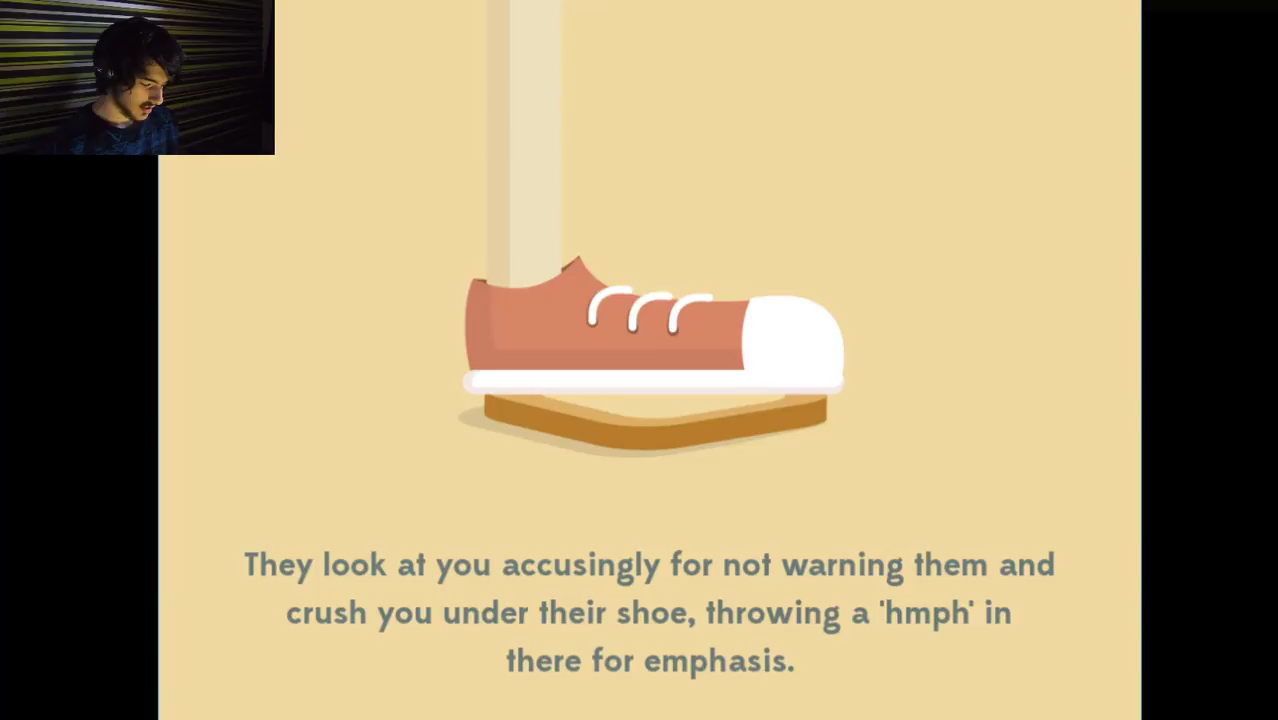 They look at you accusingly for not warning them and
crush you under their shoe, throwing a 'hmph' in
there for emphasis.